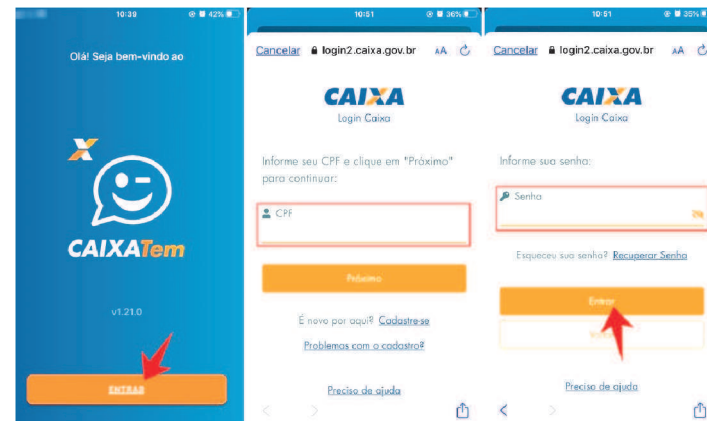 10:39
42%
Olá! Seja bem-vindo ao
CAIXATem
v1.21.0
ENTRAR
10:51
36%
Cancelar
login2.caixa.gov.br
AA
CAIXA
Login Caixa
Informe seu CPF e clique em "Próximo"
para continuar:
CPF
Próximo
É novo por aqui? Cadastre-se
Problemas com o cadastro?
Preciso de ajuda
10:51
35%
Cancelar
login2.caixa.gov.br
AA
CAIXA
Login Caixa
Informe sua senha:
Senha
Esqueceu sua senha? Recuperar Senha
Entrar
Preciso de ajuda